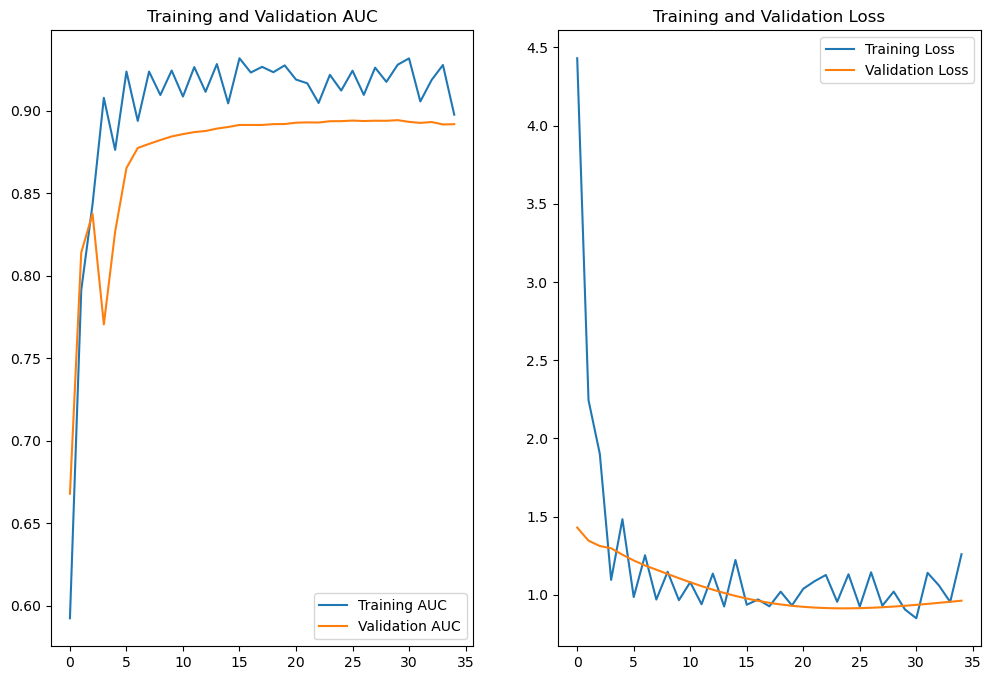 Training and Validation AUC
0.90
0.85
0.80
0.75
0.70
0.65
0.60
0 5 10 15 20 25 30 35
Training AUC
Validation AUC
Training and Validation Loss
Training Loss
Validation Loss
4.5
4.0
3.5
3.0
2.5
2.0
1.5
1.0
0 5 10 15 20 25 30 35